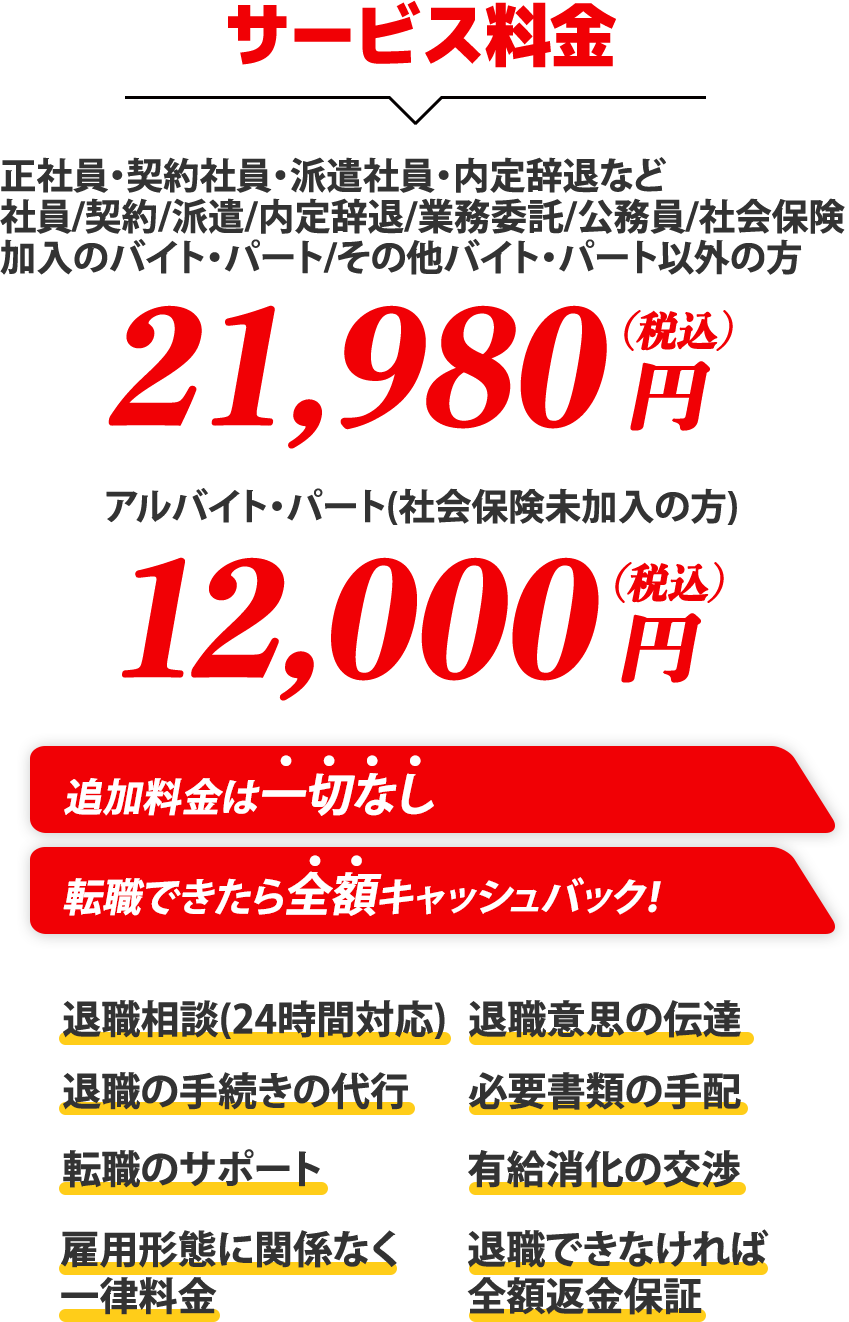 サービス料金
正社員・契約社員・派遣社員・内定辞退など
社員/契約/派遣/内定辞退/業務委託/公務員/社会保険
加入のバイト・パート/その他バイト・パート以外の方
21,980円(税込)
アルバイト・パート(社会保険未加入の方)
12,000円(税込)
追加料金は一切なし
転職できたら全額キャッシュバック!
退職相談(24時間対応) 退職意思の伝達
退職の手続きの代行 必要書類の手配
転職のサポート 有給消化の交渉
雇用形態に関係なく
一律料金
退職できなければ
全額返金保証